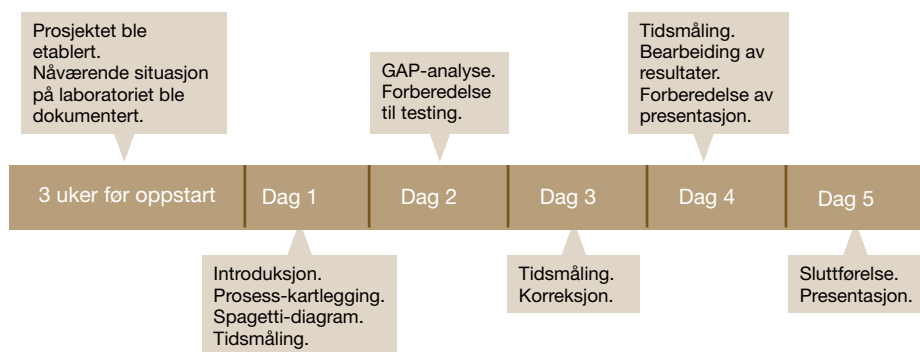 Prosjektet ble
etablert.
Nåværende situasjon
på laboratoriet ble
dokumentert.
GAP-analyse.
Forberedelse
til testing.
Tidsmåling.
Bearbeiding av
resultater.
Forberedelse av
presentasjon.
3 uker før oppstart
Dag 1
Dag 2
Dag 3
Dag 4
Dag 5
Introduksjon.
Prosess-kartlegging.
Spagetti-diagram.
Tidsmåling.
Tidsmåling.
Korreksjon.
Sluttførelse.
Presentasjon.